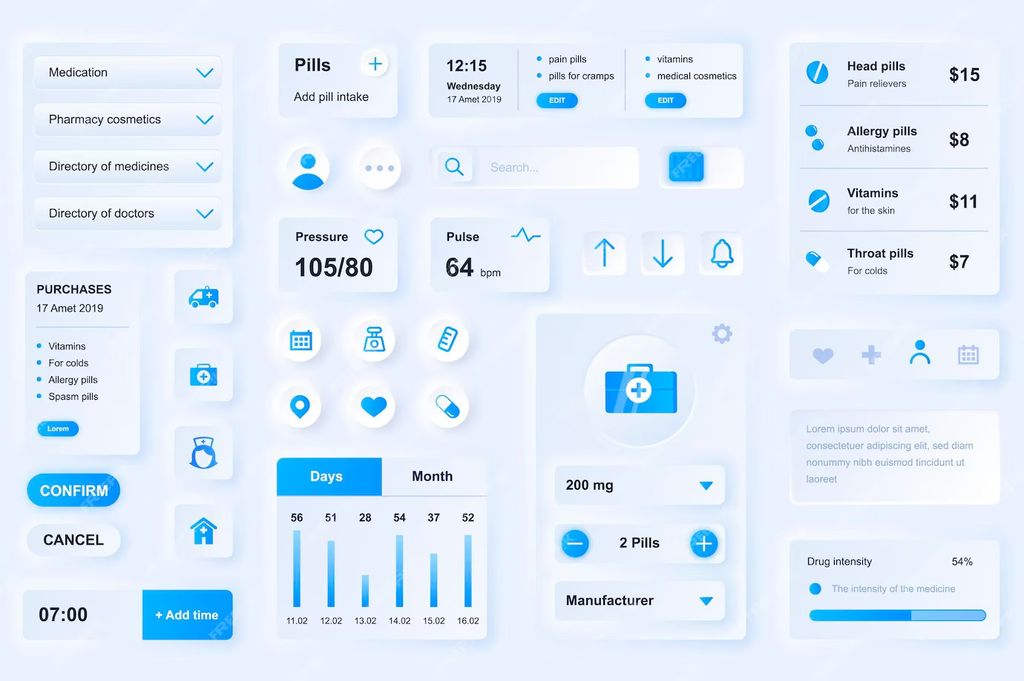 Medication
Pharmacy cosmetics
Directory of medicines
Directory of doctors
Pills
Add pill intake
12:15
Wednesday
17 Amet 2019
pain pills
pills for cramps
EDIT
vitamins
medical cosmetics
EDIT
Head pills
Pain relievers
$15
Allergy pills
Antihistamines
$8
Vitamins
for the skin
$11
Throat pills
For colds
$7
Search...
Pressure
105/80
Pulse
64 bpm
PURCHASES
17 Amet 2019
Vitamins
For colds
Allergy pills
Spasm pills
Lorem
CONFIRM
CANCEL
07:00
+ Add time
Days
Month
56 51 28 54 37 52
11.02 12.02 13.02 14.02 15.02 16.02
200 mg
2 Pills
Manufacturer
Lorem ipsum dolor sit amet,
consectetuer adipiscing elit, sed diam
nonummy nibh euismod tincidunt ut
laoreet
Drug intensity
54%
The intensity of the medicine